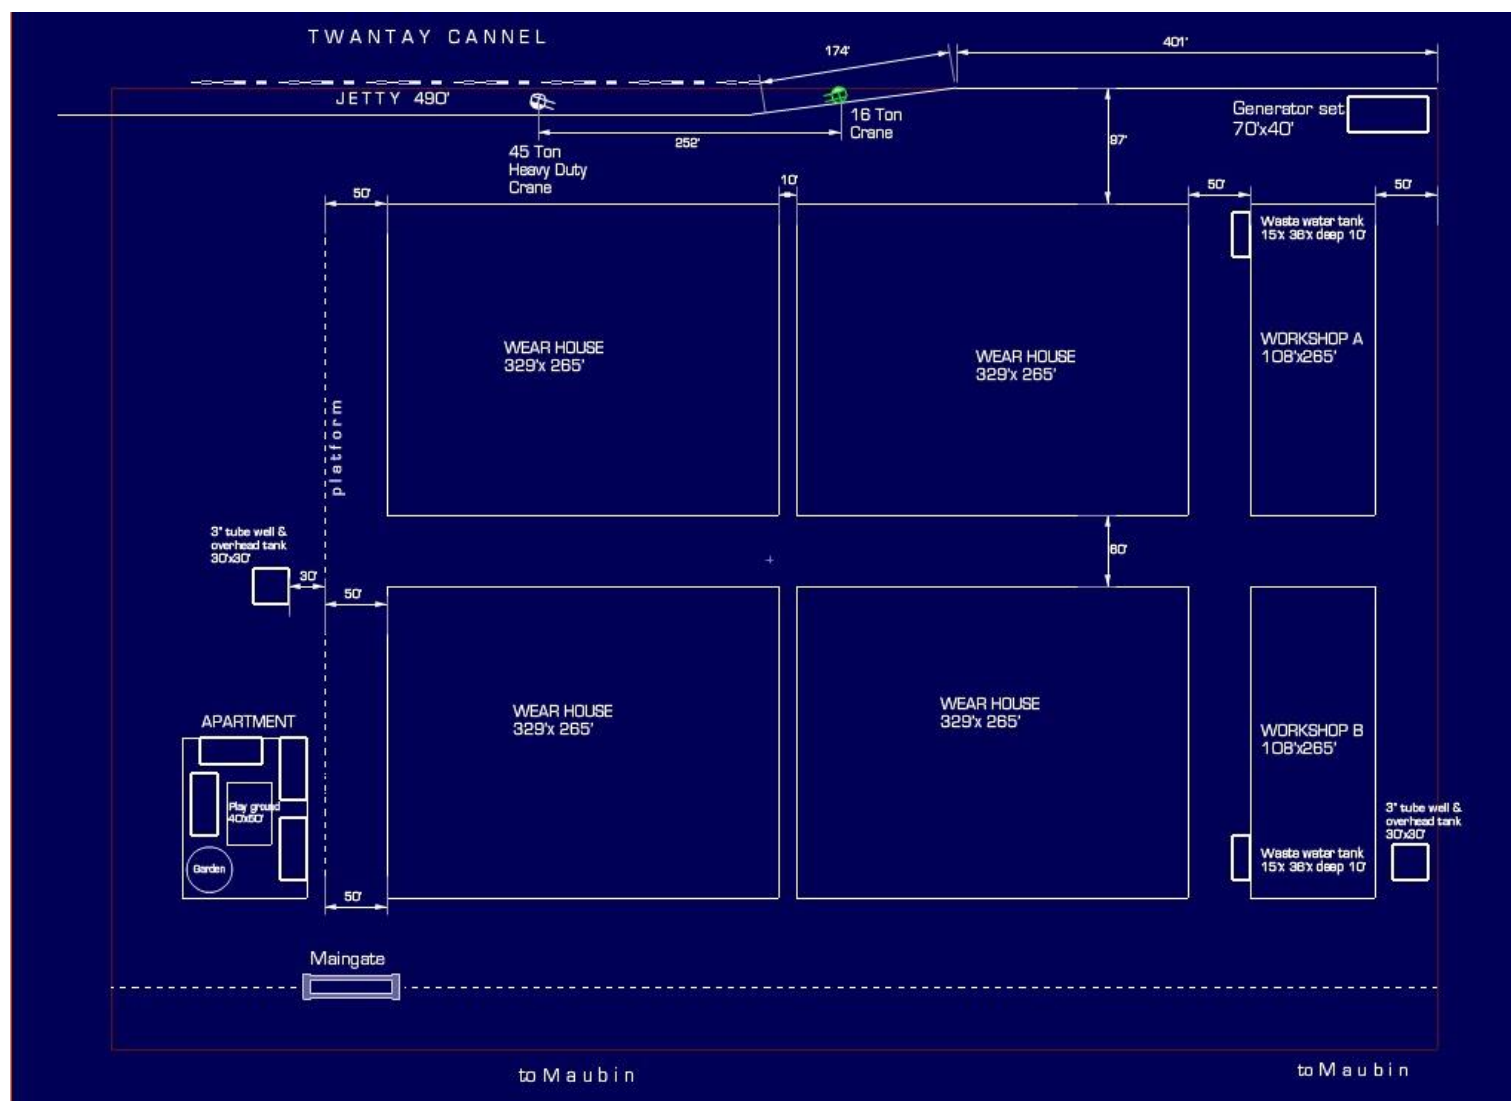 TWANTAY CANNEL
174'
401'
JETTY 490'
16 Ton
Crane
Generator set
70'x40'
252'
97'
45 Ton
Heavy Duty
Crane
50'
10'
50'
50'
Waste water tank
15'x 36'x deep 10'
WEAR HOUSE
329'x 265'
WEAR HOUSE
329'x 265'
WORKSHOP A
108'x265'
platform
3" tube well &
overhead tank
30'x30'
30'
50'
60'
APARTMENT
WEAR HOUSE
329'x 265'
WEAR HOUSE
329'x 265'
WORKSHOP B
108'x265'
Play ground
40'x60'
Garden
3" tube well &
overhead tank
30'x30'
Waste water tank
15'x 36'x deep 10'
50'
Maingate
to Maubin
to Maubin